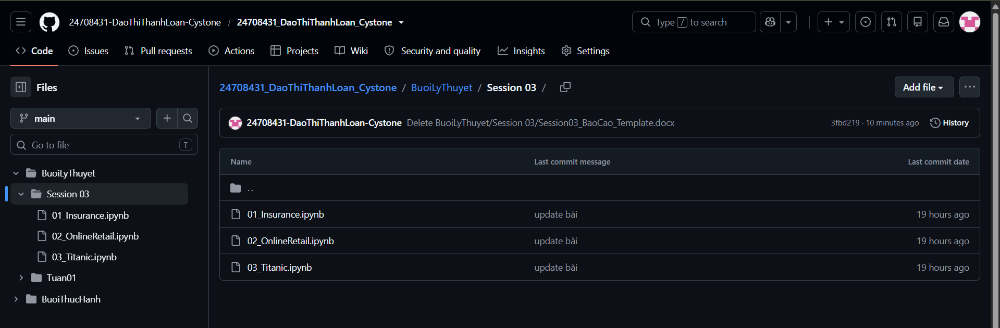 24708431-DaoThiThanhLoan-Cystone / 24708431_DaoThiThanhLoan_Cystone
Type / to search
Code Issues Pull requests Actions Projects Wiki Security and quality Insights Settings
Files
main
Go to file T
BuoiLyThuyet
Session 03
01_Insurance.ipynb
02_OnlineRetail.ipynb
03_Titanic.ipynb
Tuan01
BuoiThucHanh
24708431_DaoThiThanhLoan_Cystone / BuoiLyThuyet / Session 03 /
Add file
24708431-DaoThiThanhLoan-Cystone Delete BuoiLyThuyet/Session 03/Session03_BaoCao_Template.docx 3fbd219 · 10 minutes ago History
Name Last commit message Last commit date
..
01_Insurance.ipynb update bài 19 hours ago
02_OnlineRetail.ipynb update bài 19 hours ago
03_Titanic.ipynb update bài 19 hours ago